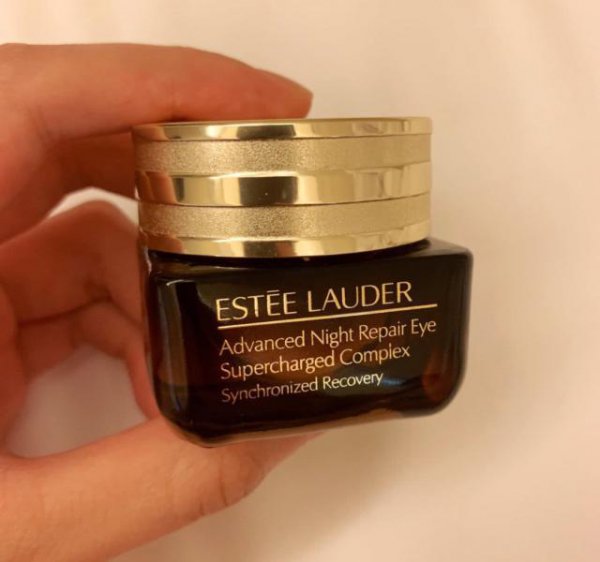 ESTĒE LAUDER
Advanced Night Repair Eye
Supercharged Complex
Synchronized Recovery